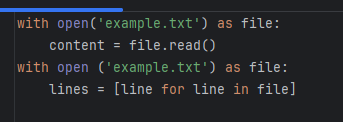 with open('example.txt') as file:
    content = file.read()
with open ('example.txt') as file:
    lines = [line for line in file]